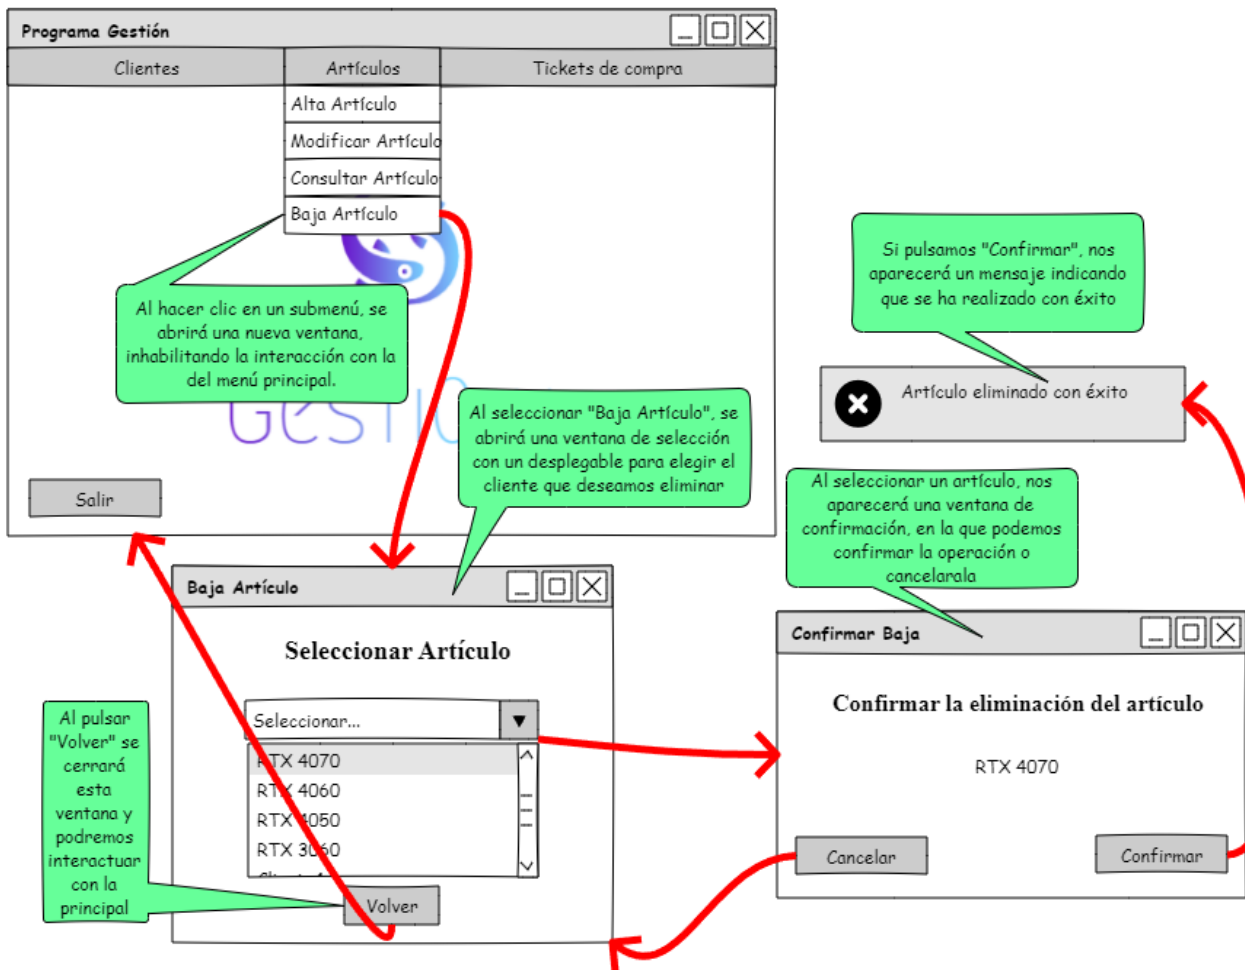 Programa Gestión
Clientes
Artículos
Tickets de compra
Alta Artículo
Modificar Artículo
Consultar Artículo
Baja Artículo
Al hacer clic en un submenú, se
abrirá una nueva ventana,
inhabilitando la interacción con la
del menú principal.
Salir
Al seleccionar "Baja Artículo", se
abrirá una ventana de selección
con un desplegable para elegir el
cliente que deseamos eliminar
Si pulsamos "Confirmar", nos
aparecerá un mensaje indicando
que se ha realizado con éxito
Artículo eliminado con éxito
Al seleccionar un artículo, nos
aparecerá una ventana de
confirmación, en la que podemos
confirmar la operación o
cancelarala
Baja Artículo
Seleccionar Artículo
Seleccionar...
RTX 4070
RTX 4060
RTX 4050
RTX 3060
Volver
Al pulsar
"Volver" se
cerrará
esta
ventana y
podremos
interactuar
con la
principal
Confirmar Baja
Confirmar la eliminación del artículo
RTX 4070
Cancelar
Confirmar